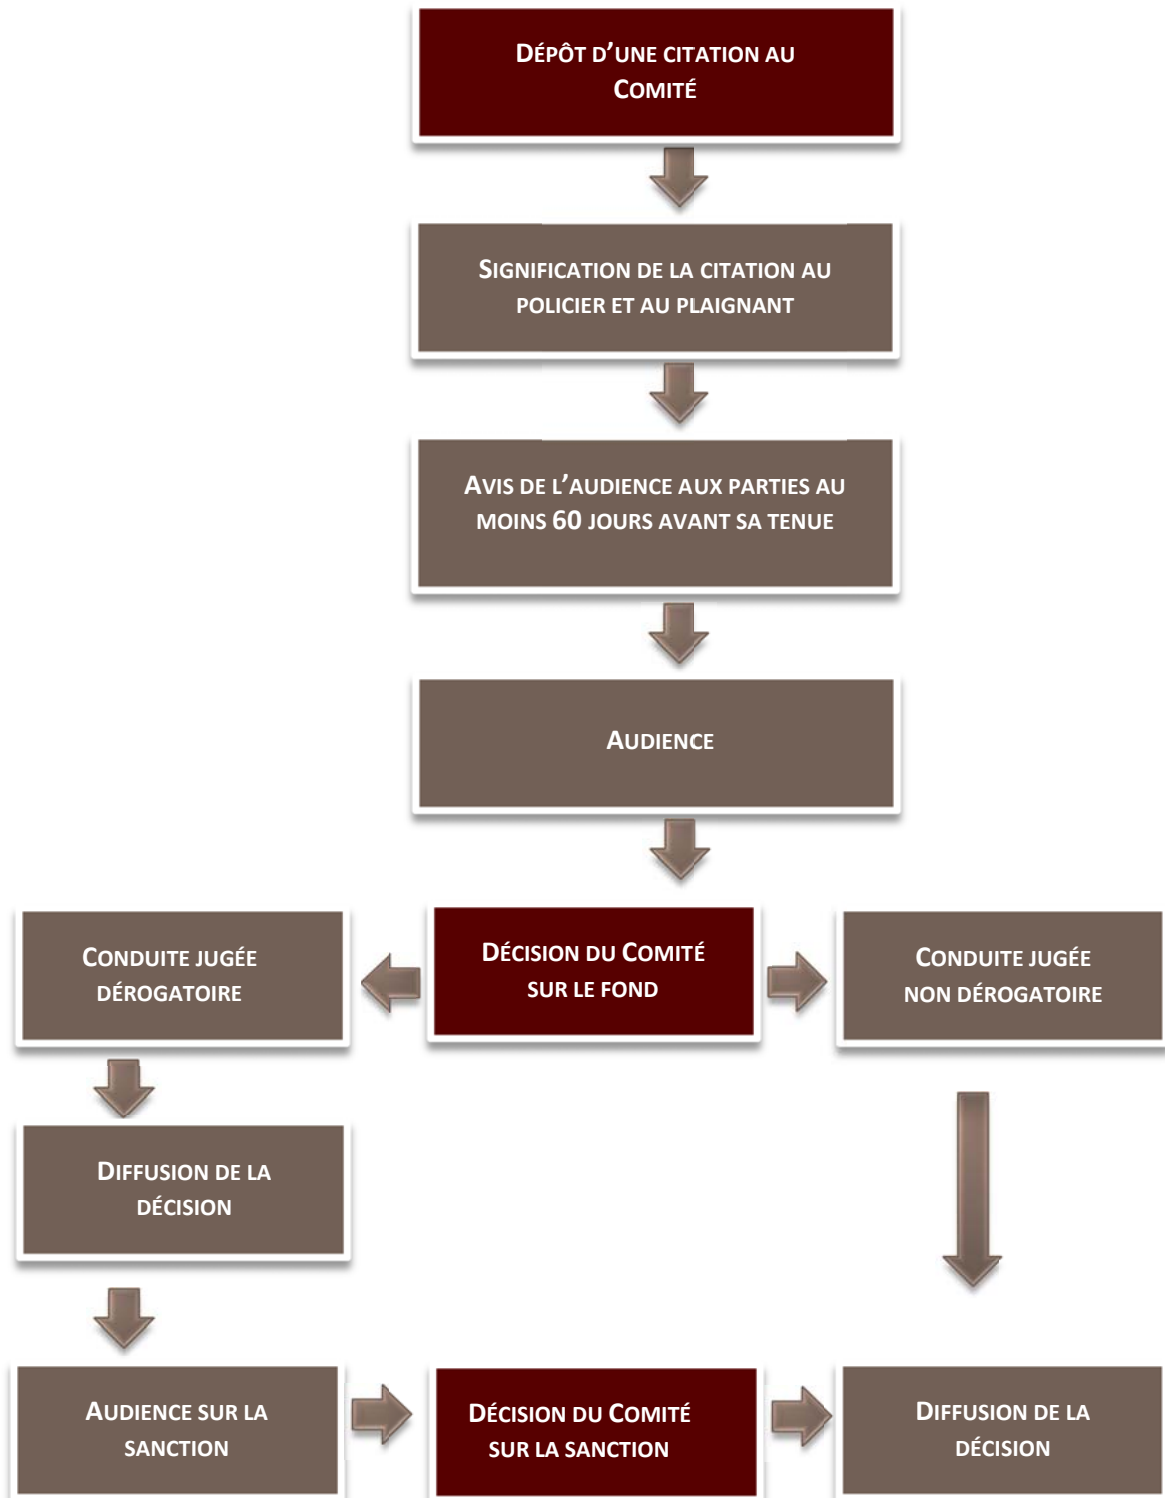 DÉPÔT D’UNE CITATION AU
COMITÉ
SIGNIFICATION DE LA CITATION AU
POLICIER ET AU PLAIGNANT
AVIS DE L’AUDIENCE AUX PARTIES AU
MOINS 60 JOURS AVANT SA TENUE
AUDIENCE
CONDUITE JUGÉE
DÉROGATOIRE
DÉCISION DU COMITÉ
SUR LE FOND
CONDUITE JUGÉE
NON DÉROGATOIRE
DIFFUSION DE LA
DÉCISION
AUDIENCE SUR LA
SANCTION
DÉCISION DU COMITÉ
SUR LA SANCTION
DIFFUSION DE LA
DÉCISION